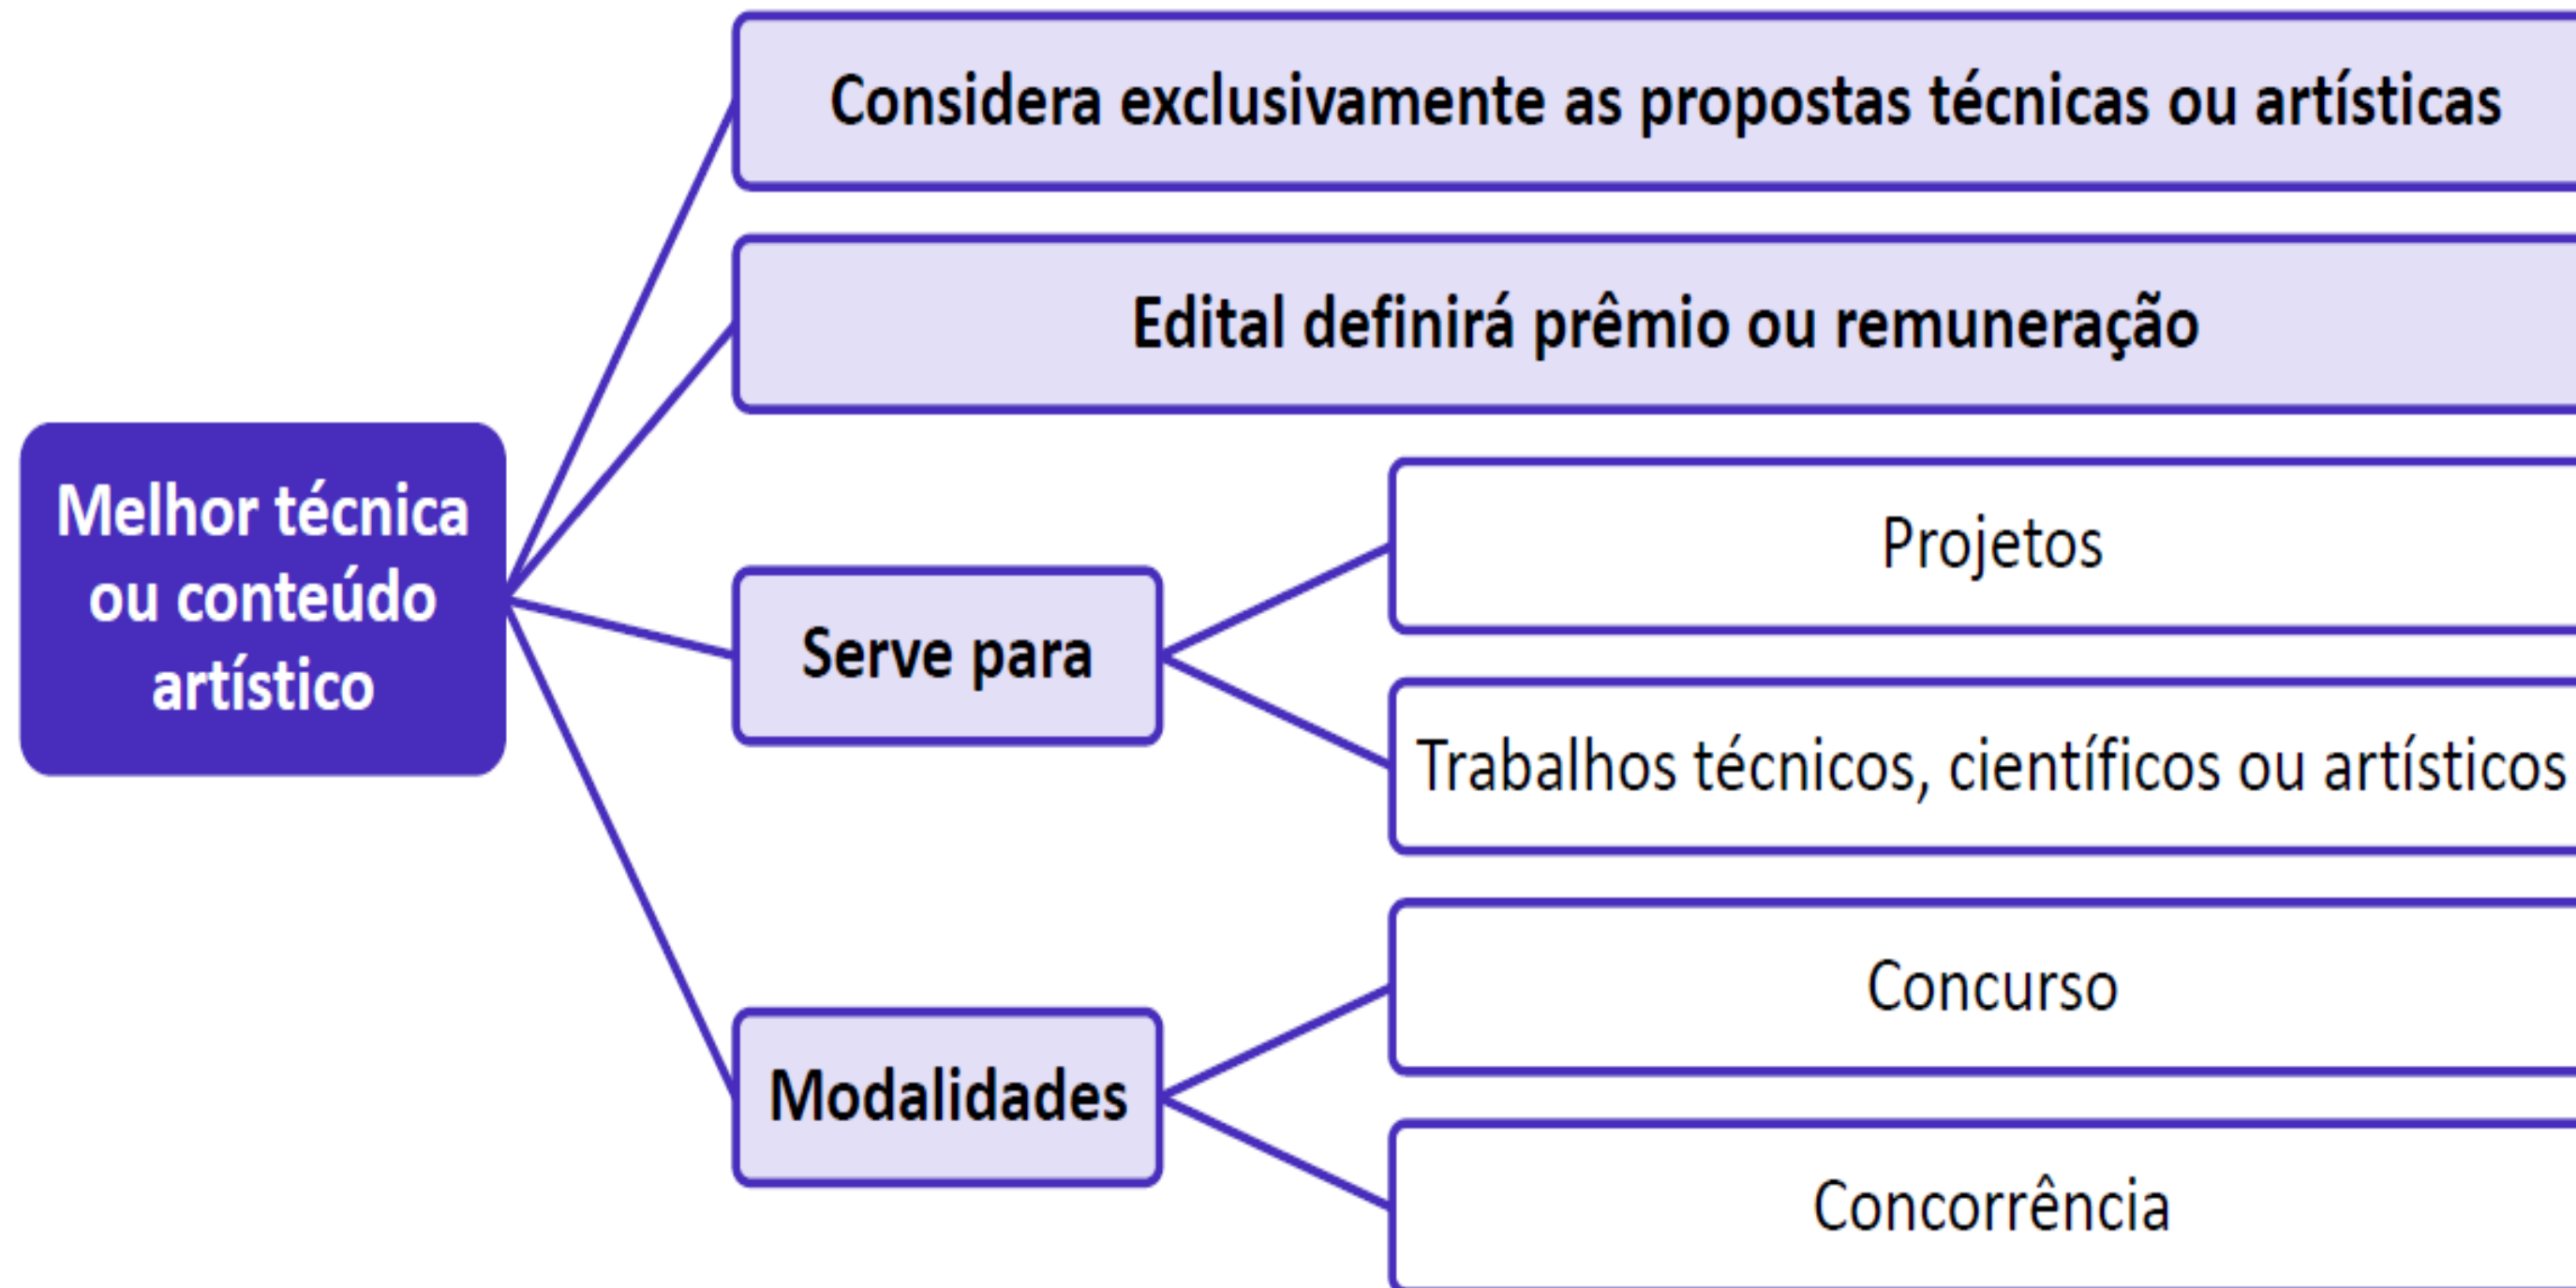 Considera exclusivamente as propostas técnicas ou artísticas
Edital definirá prêmio ou remuneração
Melhor técnica
ou conteúdo
artístico
Serve para
Projetos
Trabalhos técnicos, científicos ou artísticos
Modalidades
Concurso
Concorrência